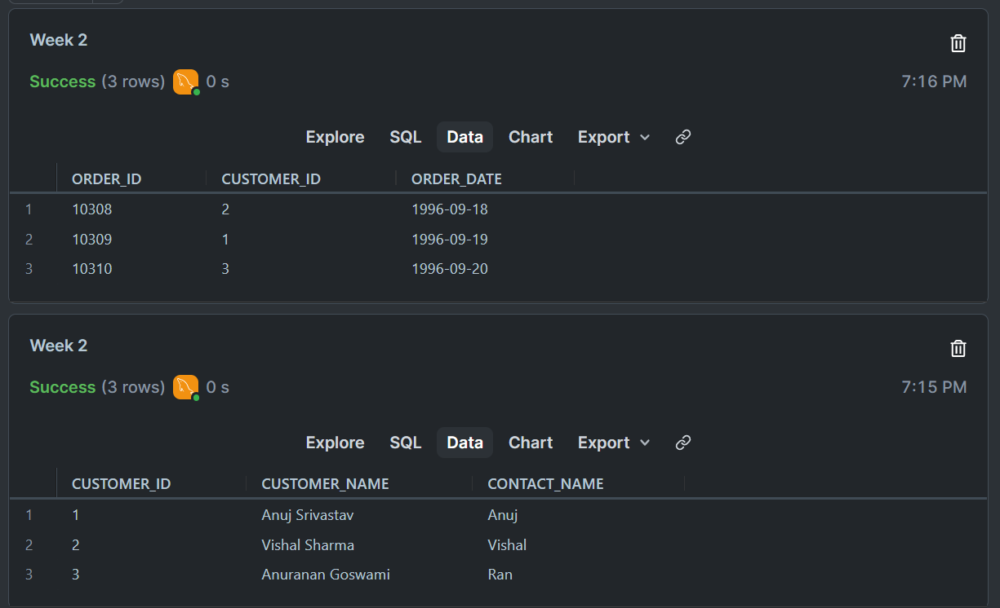 Week 2
Success (3 rows) 0 s 7:16 PM
Explore SQL Data Chart Export
ORDER_ID CUSTOMER_ID ORDER_DATE
1 10308 2 1996-09-18
2 10309 1 1996-09-19
3 10310 3 1996-09-20
Week 2
Success (3 rows) 0 s 7:15 PM
Explore SQL Data Chart Export
CUSTOMER_ID CUSTOMER_NAME CONTACT_NAME
1 1 Anuj Srivastav Anuj
2 2 Vishal Sharma Vishal
3 3 Anuranan Goswami Ran